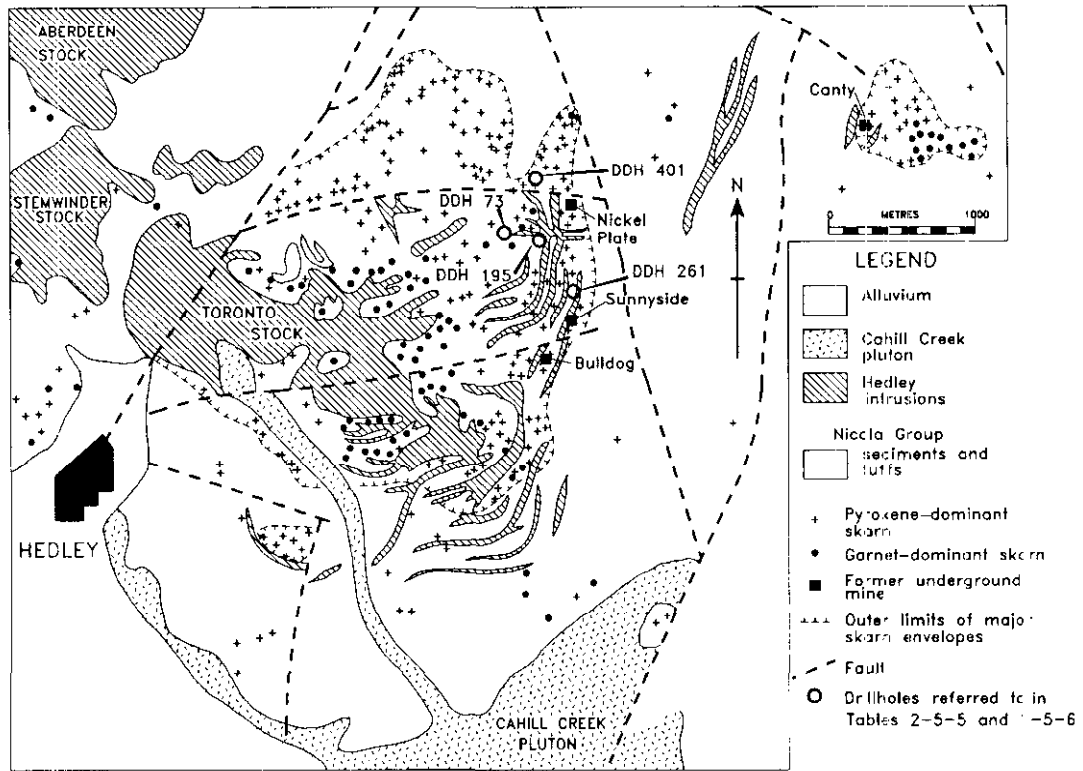 ABERDEEN
STOCK
STEMWINDER
STOCK
TORONTO
STOCK
HEDLEY
CAHILL CREEK
PLUTON
DDH 401
DDH 73
DDH 195
DDH 261
Nickel
Plate
Sunnyside
Bulldog
Canty
N
0 METRES 1000
LEGEND
Alluvium
Cahill Creek
pluton
Hedley
intrusions
Nicola Group
sediments and
tuffs
Pyroxene-dominant
skarn
Garnet-dominant skarn
Former underground
mine
Outer limits of major
skarn envelopes
Fault
Drillholes referred to in
Tables 2-5-5 and -5-6